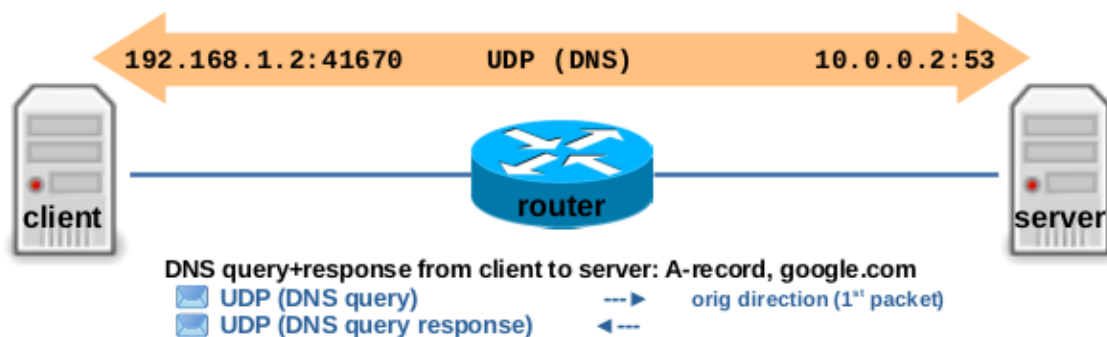 192.168.1.2:41670 UDP (DNS) 10.0.0.2:53
client
router
server
DNS query+response from client to server: A-record, google.com
UDP (DNS query) ---► orig direction (1st packet)
UDP (DNS query response) ◄---